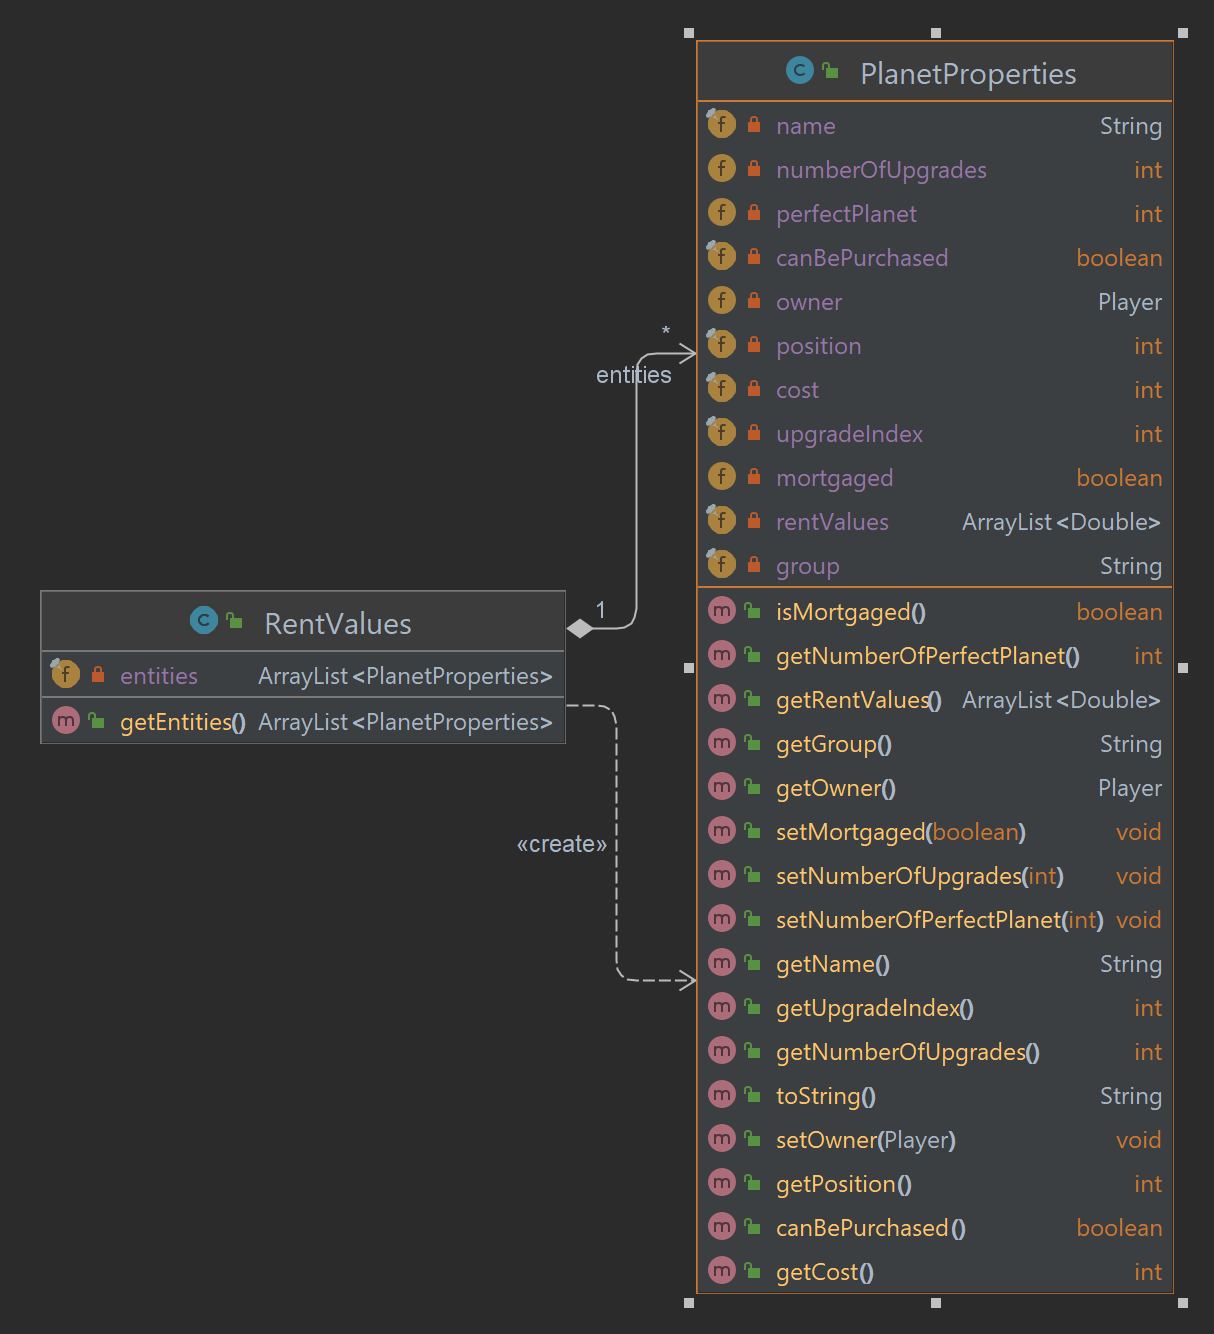 PlanetProperties
name String
numberOfUpgrades int
perfectPlanet int
canBePurchased boolean
owner Player
position int
cost int
upgradeIndex int
mortgaged boolean
rentValues ArrayList<Double>
group String
isMortgaged() boolean
getNumberOfPerfectPlanet() int
getRentValues() ArrayList<Double>
getGroup() String
getOwner() Player
setMortgaged(boolean) void
setNumberOfUpgrades(int) void
setNumberOfPerfectPlanet(int) void
getName() String
getUpgradeIndex() int
getNumberOfUpgrades() int
toString() String
setOwner(Player) void
getPosition() int
canBePurchased() boolean
getCost() int
*
entities
1
RentValues
entities ArrayList<PlanetProperties>
getEntities() ArrayList<PlanetProperties>
«create»